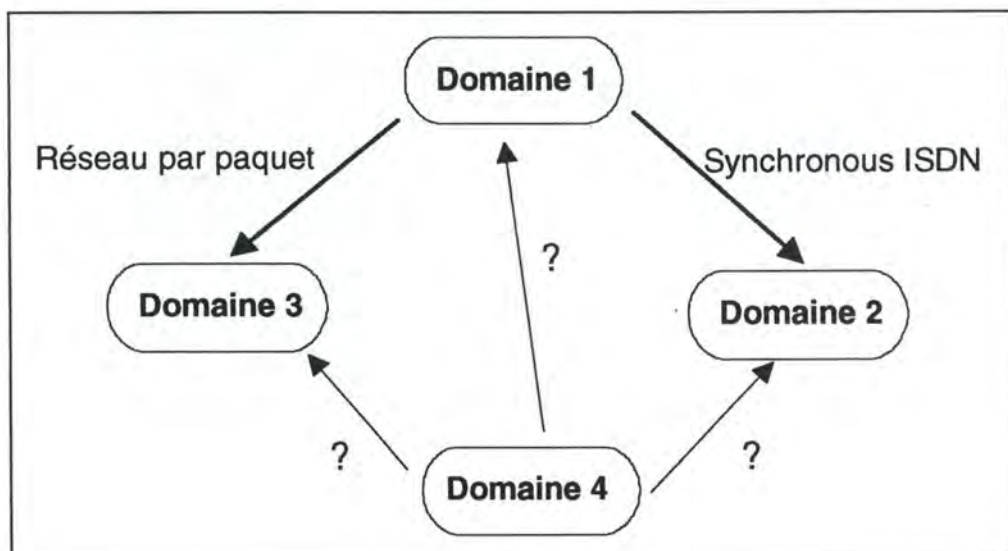 Domaine 1
Réseau par paquet
Synchronous ISDN
?
Domaine 3
Domaine 2
?
?
Domaine 4